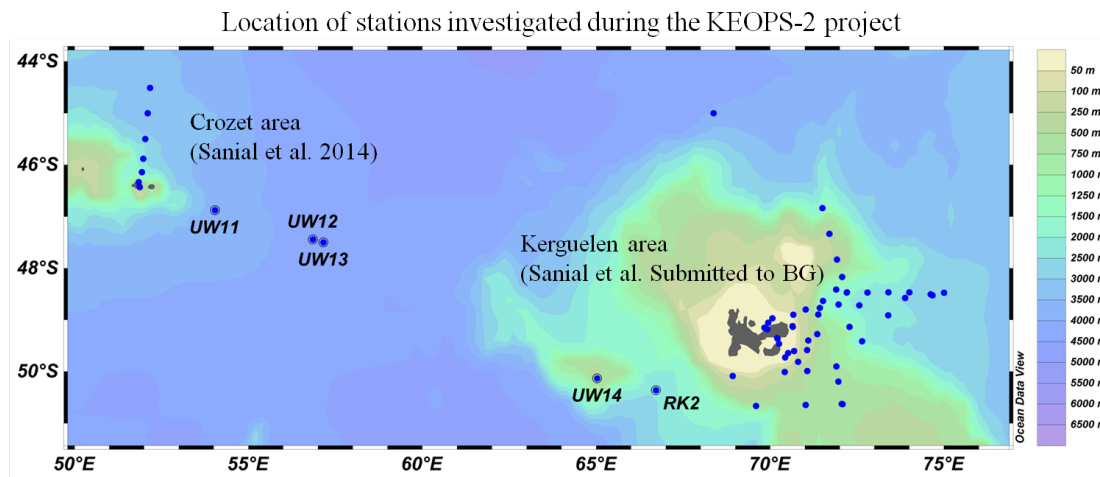 Location of stations investigated during the KEOPS-2 project
44°S
46°S
48°S
50°S
Crozet area
(Sanial et al. 2014)
UW11
UW12
UW13
Kerguelen area
(Sanial et al. Submitted to BG)
UW14
RK2
50°E
55°E
60°E
65°E
70°E
75°E
Ocean Data View
50 m
100 m
250 m
500 m
750 m
1000 m
1250 m
1500 m
2000 m
2500 m
3000 m
3500 m
4000 m
4500 m
5000 m
5500 m
6000 m
6500 m